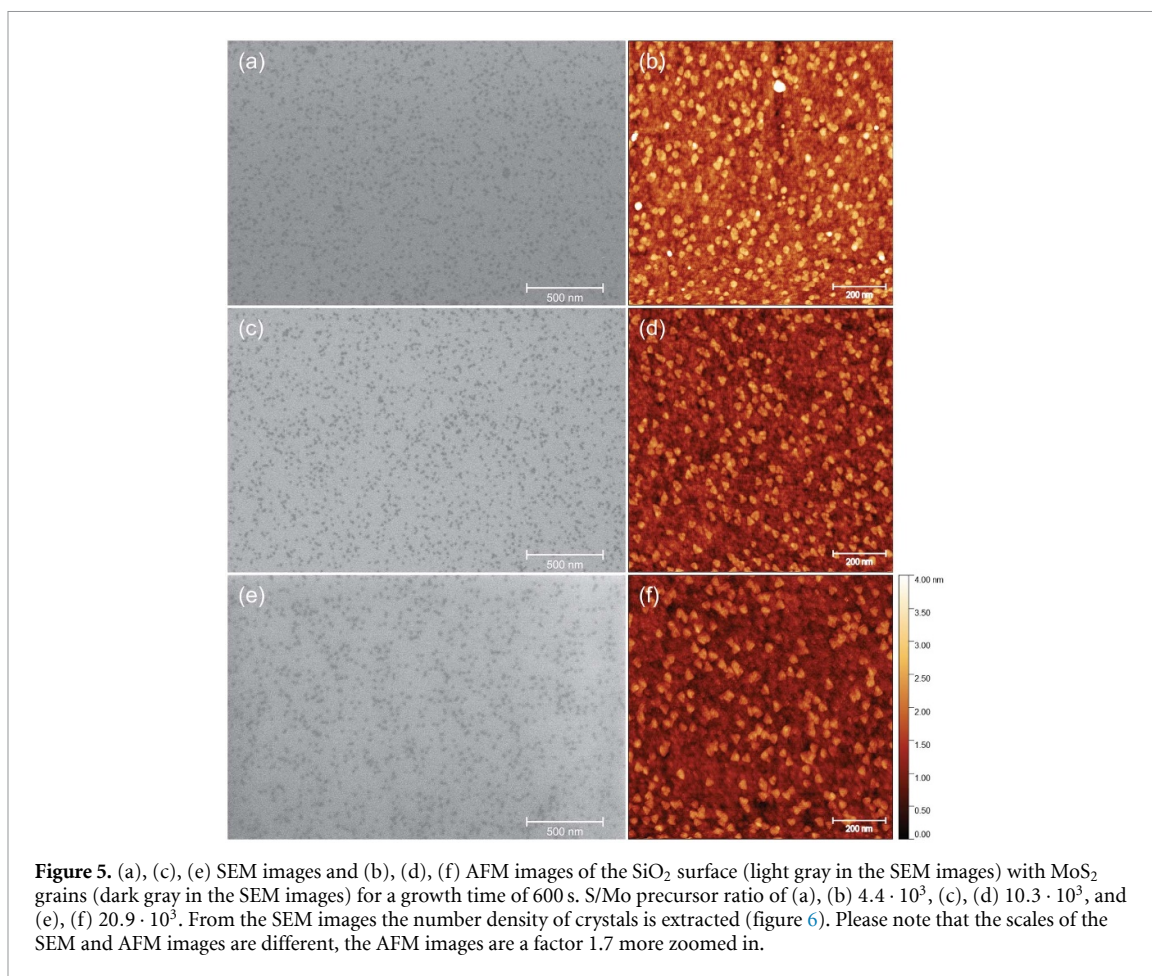 (a)
(b)
500 nm
200 nm
(c)
(d)
500 nm
200 nm
(e)
(f)
4.00 nm
3.50
3.00
2.50
2.00
1.50
1.00
0.50
0.00
500 nm
200 nm
Figure 5. (a), (c), (e) SEM images and (b), (d), (f) AFM images of the SiO₂ surface (light gray in the SEM images) with MoS₂
grains (dark gray in the SEM images) for a growth time of 600 s. S/Mo precursor ratio of (a), (b) 4.4 · 10³, (c), (d) 10.3 · 10³, and
(e), (f) 20.9 · 10³. From the SEM images the number density of crystals is extracted (figure 6). Please note that the scales of the
SEM and AFM images are different, the AFM images are a factor 1.7 more zoomed in.